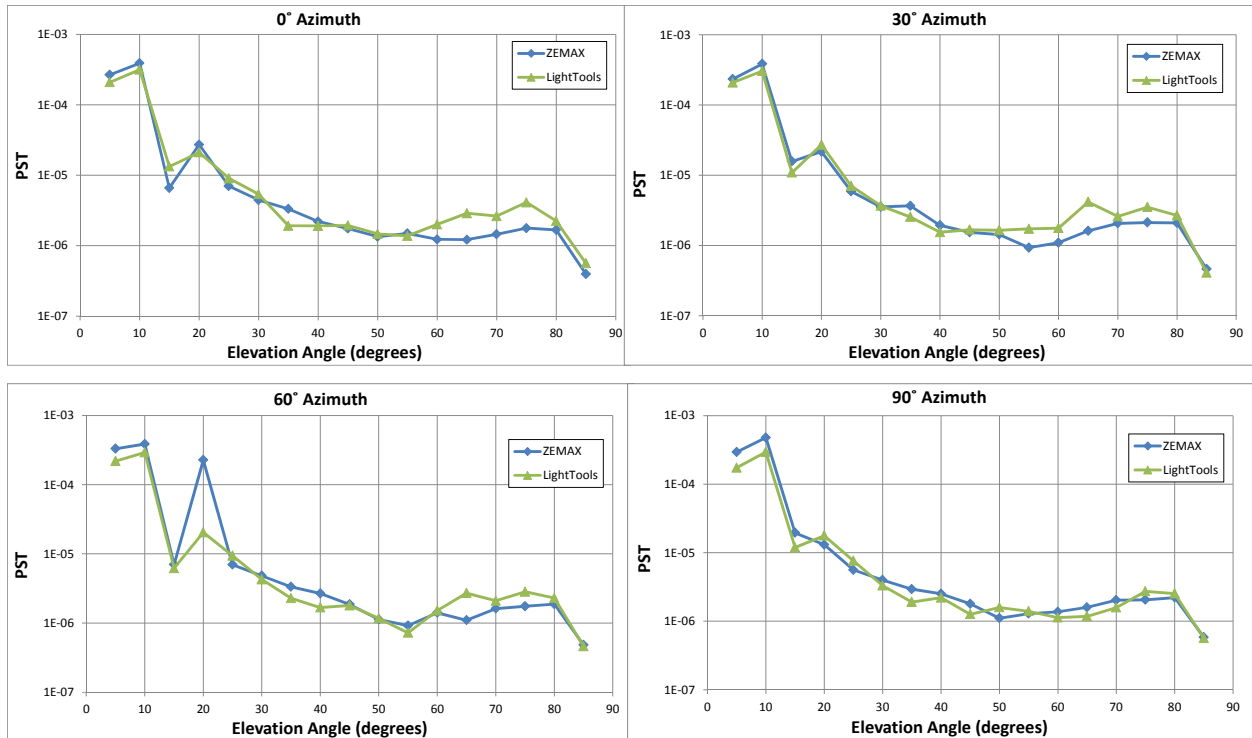 0˚ Azimuth
1E-03
1E-04
1E-05
1E-06
1E-07
PST
0 10 20 30 40 50 60 70 80 90
Elevation Angle (degrees)
ZEMAX
LightTools
30˚ Azimuth
1E-03
1E-04
1E-05
1E-06
1E-07
PST
0 10 20 30 40 50 60 70 80 90
Elevation Angle (degrees)
ZEMAX
LightTools
60˚ Azimuth
1E-03
1E-04
1E-05
1E-06
1E-07
PST
0 10 20 30 40 50 60 70 80 90
Elevation Angle (degrees)
ZEMAX
LightTools
90˚ Azimuth
1E-03
1E-04
1E-05
1E-06
1E-07
PST
0 10 20 30 40 50 60 70 80 90
Elevation Angle (degrees)
ZEMAX
LightTools